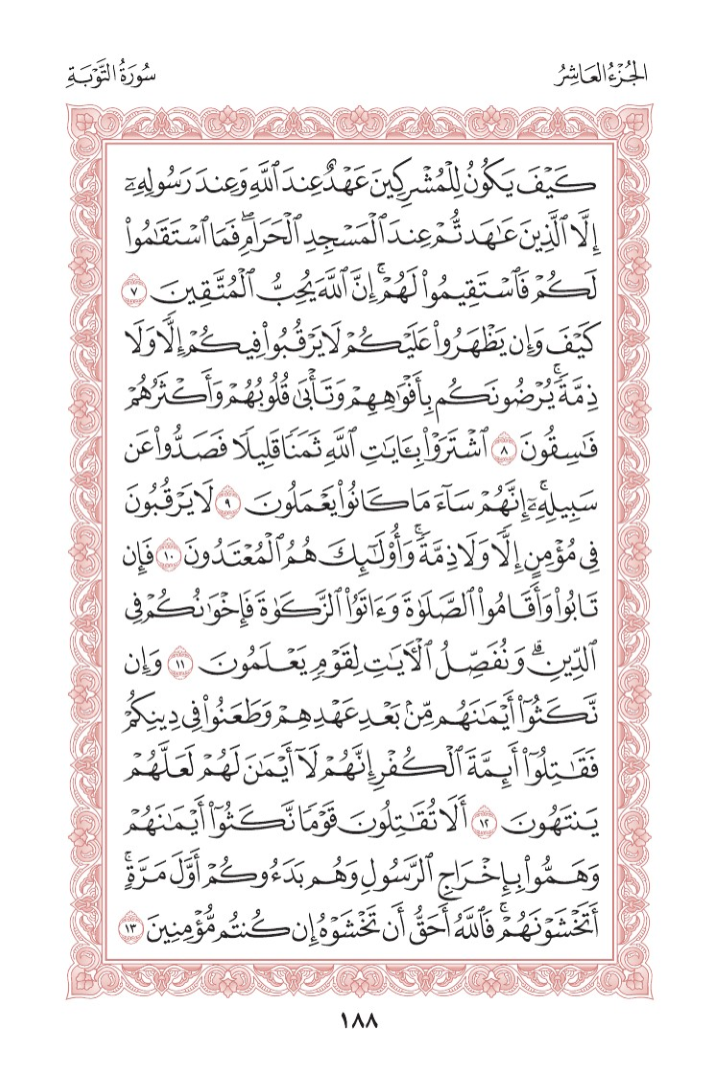 الجُزْءُ العَاشِرُ
سُورَةُ التَّوْبَةِ
كَيْفَ يَكُونُ لِلْمُشْرِكِينَ عَهْدٌ عِندَ ٱللَّهِ وَعِندَ رَسُولِهِۦٓ
إِلَّا ٱلَّذِينَ عَٰهَدتُّمْ عِندَ ٱلْمَسْجِدِ ٱلْحَرَامِۖ فَمَا ٱسْتَقَٰمُوا۟
لَكُمْ فَٱسْتَقِيمُوا۟ لَهُمْۚ إِنَّ ٱللَّهَ يُحِبُّ ٱلْمُتَّقِينَ ٧
كَيْفَ وَإِن يَظْهَرُوا۟ عَلَيْكُمْ لَا يَرْقُبُوا۟ فِيكُمْ إِلًّا وَلَا
ذِمَّةًۚ يُرْضُونَكُم بِأَفْوَٰهِهِمْ وَتَأْبَىٰ قُلُوبُهُمْ وَأَكْثَرُهُمْ
فَٰسِقُونَ ٨ ٱشْتَرَوْا۟ بِـَٔايَٰتِ ٱللَّهِ ثَمَنًا قَلِيلًا فَصَدُّوا۟ عَن
سَبِيلِهِۦٓۚ إِنَّهُمْ سَآءَ مَا كَانُوا۟ يَعْمَلُونَ ٩ لَا يَرْقُبُونَ
فِى مُؤْمِنٍ إِلًّا وَلَا ذِمَّةًۚ وَأُو۟لَٰٓئِكَ هُمُ ٱلْمُعْتَدُونَ ١٠ فَإِن
تَابُوا۟ وَأَقَامُوا۟ ٱلصَّلَوٰةَ وَءَاتَوُا۟ ٱلزَّكَوٰةَ فَإِخْوَٰنُكُمْ فِى
ٱلدِّينِۗ وَنُفَصِّلُ ٱلْـَٔايَٰتِ لِقَوْمٍ يَعْلَمُونَ ١١ وَإِن
نَّكَثُوٓا۟ أَيْمَٰنَهُم مِّنۢ بَعْدِ عَهْدِهِمْ وَطَعَنُوا۟ فِى دِينِكُمْ
فَقَٰتِلُوٓا۟ أَئِمَّةَ ٱلْكُفْرِۙ إِنَّهُمْ لَآ أَيْمَٰنَ لَهُمْ لَعَلَّهُمْ
يَنتَهُونَ ١٢ أَلَا تُقَٰتِلُونَ قَوْمًا نَّكَثُوٓا۟ أَيْمَٰنَهُمْ
وَهَمُّوا۟ بِإِخْرَاجِ ٱلرَّسُولِ وَهُم بَدَءُوكُمْ أَوَّلَ مَرَّةٍۚ
أَتَخْشَوْنَهُمْۚ فَٱللَّهُ أَحَقُّ أَن تَخْشَوْهُ إِن كُنتُم مُّؤْمِنِينَ ١٣
١٨٨